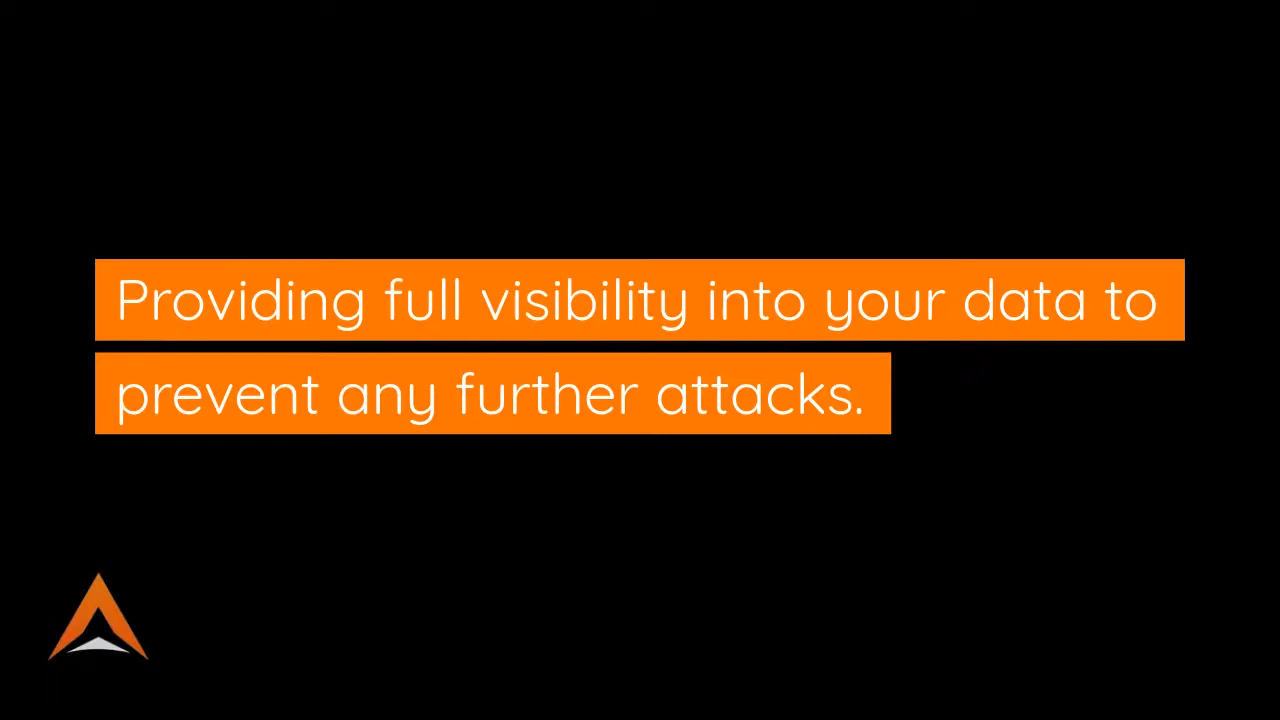 Providing full visibility into your data to
prevent any further attacks.